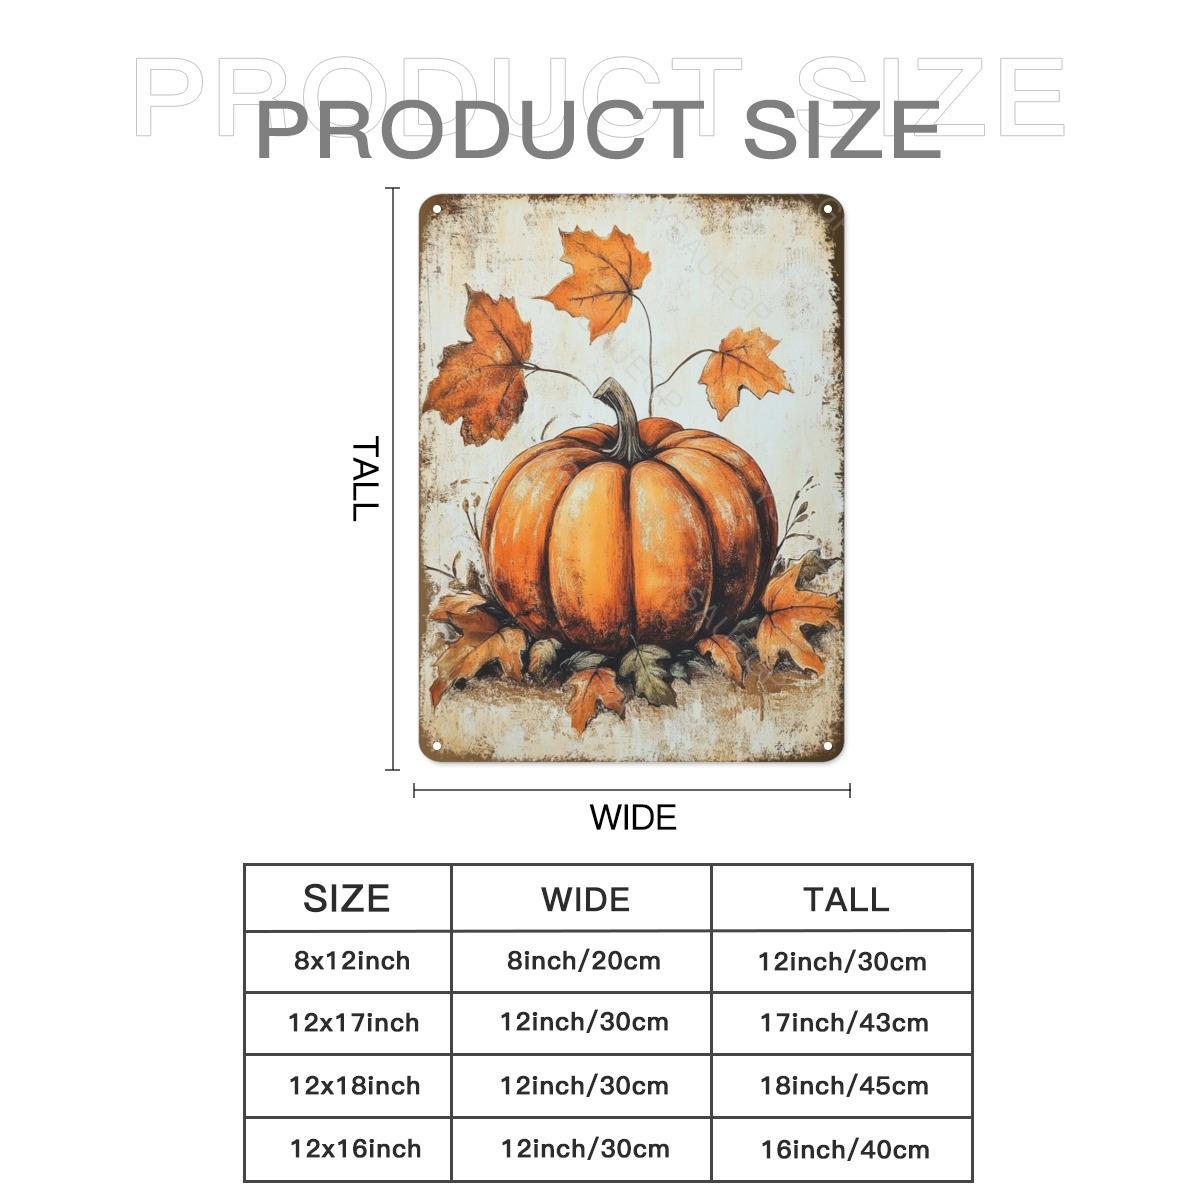 PRODUCT SIZE
PRODUCT SIZE
TALL
WIDE
SIZE WIDE TALL
8x12inch 8inch/20cm 12inch/30cm
12x17inch 12inch/30cm 17inch/43cm
12x18inch 12inch/30cm 18inch/45cm
12x16inch 12inch/30cm 16inch/40cm